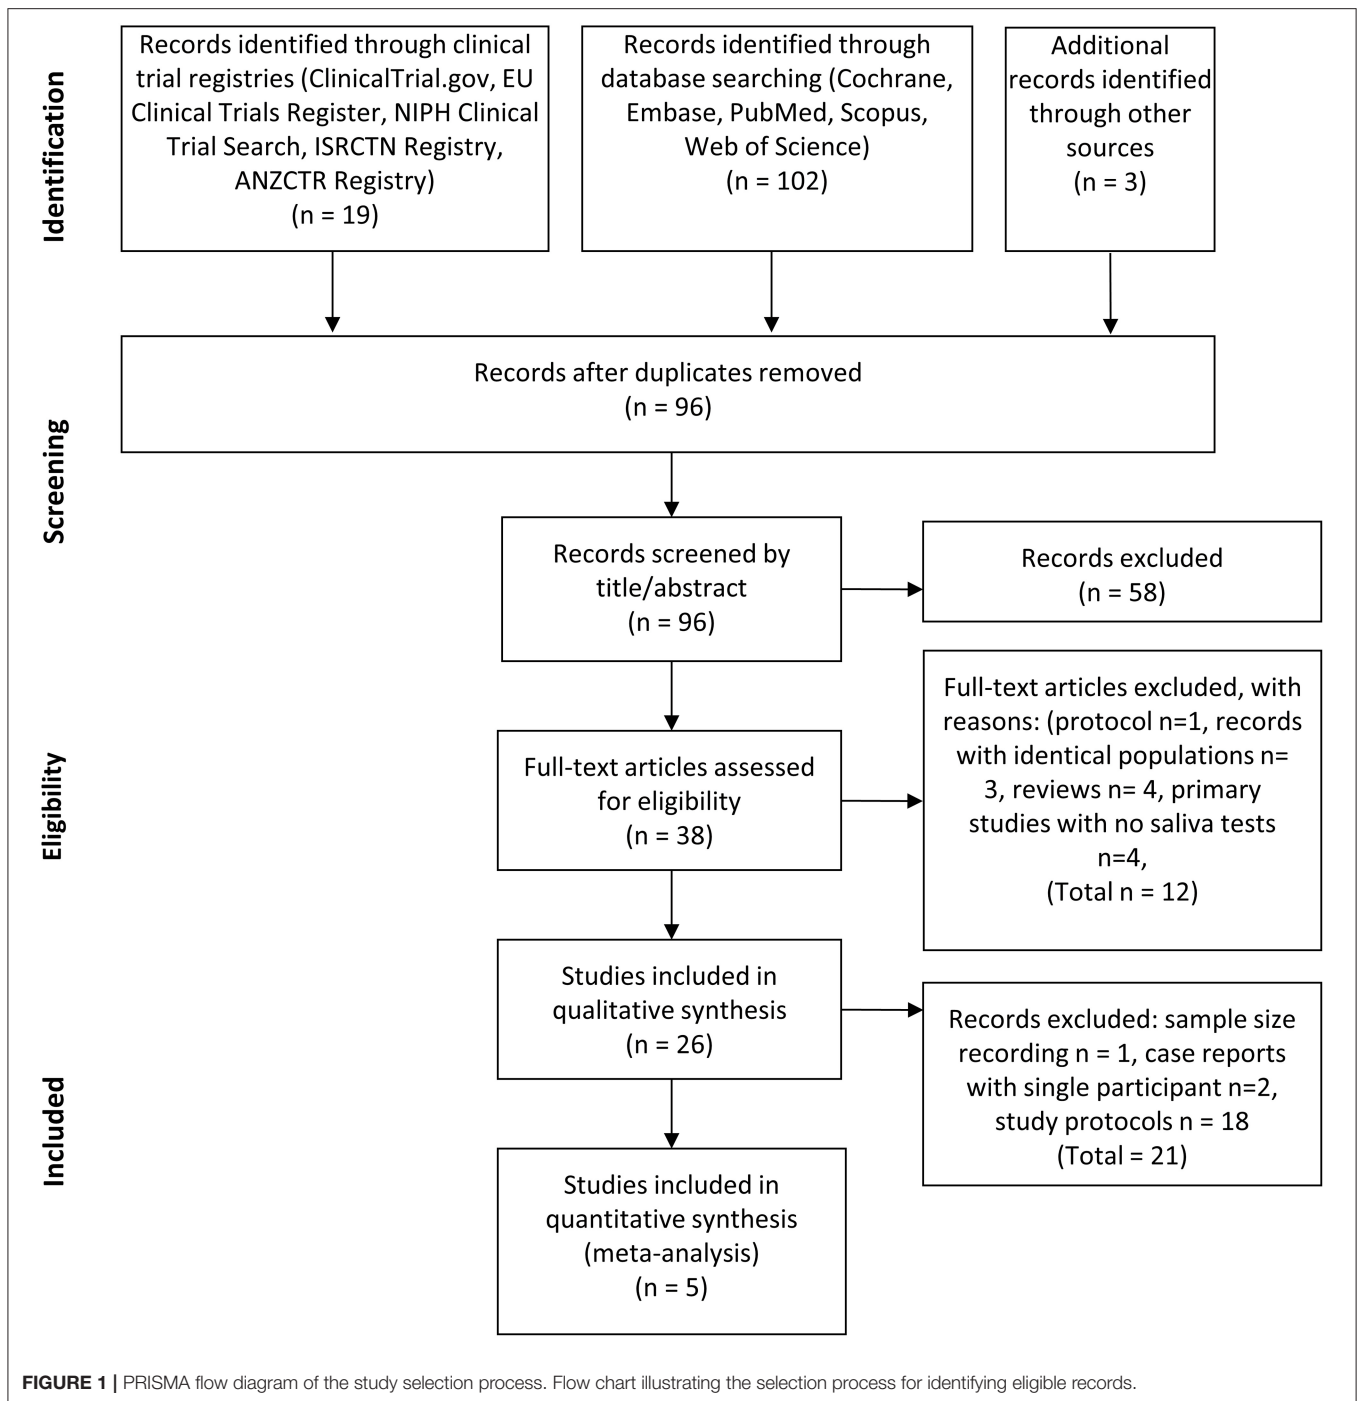 Identification
Records identified through clinical
trial registries (ClinicalTrial.gov, EU
Clinical Trials Register, NIPH Clinical
Trial Search, ISRCTN Registry,
ANZCTR Registry)
(n = 19)
Records identified through
database searching (Cochrane,
Embase, PubMed, Scopus,
Web of Science)
(n = 102)
Additional
records identified
through other
sources
(n = 3)
Screening
Records after duplicates removed
(n = 96)
Records screened by
title/abstract
(n = 96)
Records excluded
(n = 58)
Eligibility
Full-text articles assessed
for eligibility
(n = 38)
Full-text articles excluded, with
reasons: (protocol n=1, records
with identical populations n=
3, reviews n= 4, primary
studies with no saliva tests
n=4,
(Total n = 12)
Included
Studies included in
qualitative synthesis
(n = 26)
Records excluded: sample size
recording n = 1, case reports
with single participant n=2,
study protocols n = 18
(Total = 21)
Studies included in
quantitative synthesis
(meta-analysis)
(n = 5)
FIGURE 1 | PRISMA flow diagram of the study selection process. Flow chart illustrating the selection process for identifying eligible records.